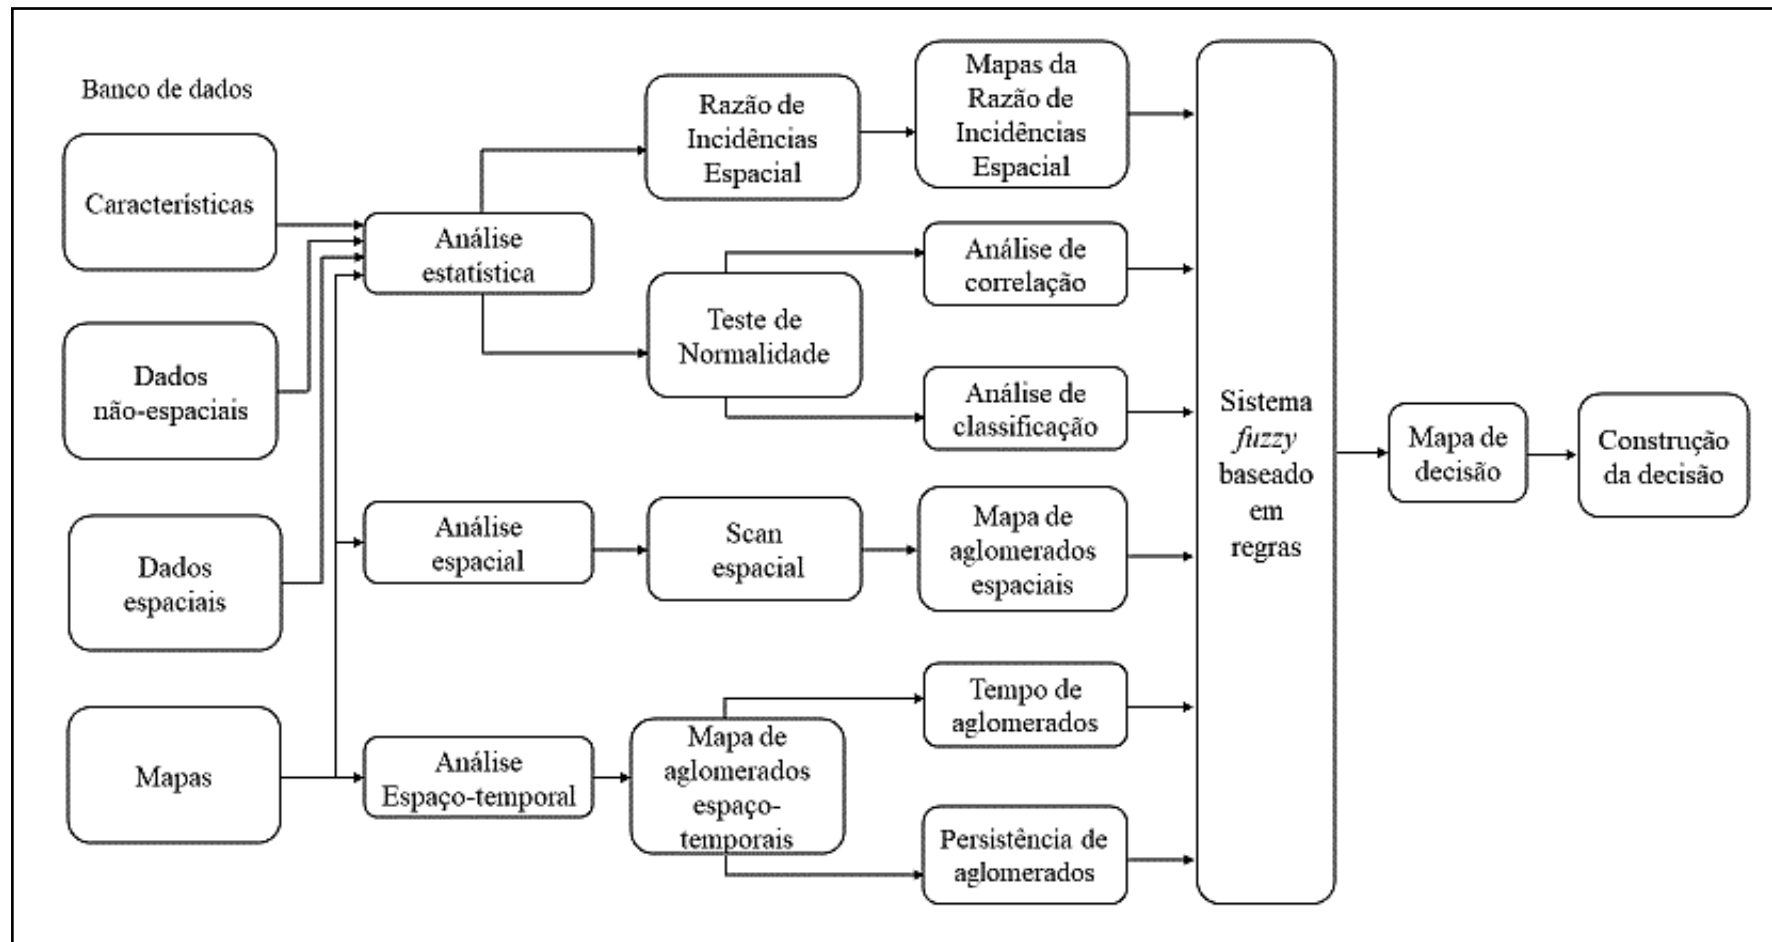 Banco de dados
Características
Dados
não-espaciais
Dados
espaciais
Mapas
Análise
estatística
Análise
espacial
Análise
Espaço-temporal
Razão de
Incidências
Espacial
Teste de
Normalidade
Scan
espacial
Mapa de
aglomerados
espaço-
temporais
Mapas da
Razão de
Incidências
Espacial
Análise de
correlação
Análise de
classificação
Mapa de
aglomerados
espaciais
Tempo de
aglomerados
Persistência de
aglomerados
Sistema
fuzzy
baseado
em
regras
Mapa de
decisão
Construção
da decisão